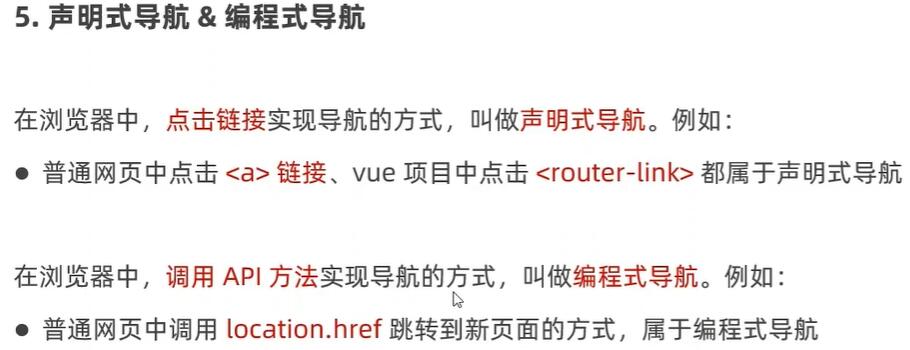 5. 声明式导航 & 编程式导航
在浏览器中，点击链接实现导航的方式，叫做声明式导航。例如：
● 普通网页中点击 <a> 链接、vue 项目中点击 <router-link> 都属于声明式导航
在浏览器中，调用 API 方法实现导航的方式，叫做编程式导航。例如：
● 普通网页中调用 location.href 跳转到新页面的方式，属于编程式导航